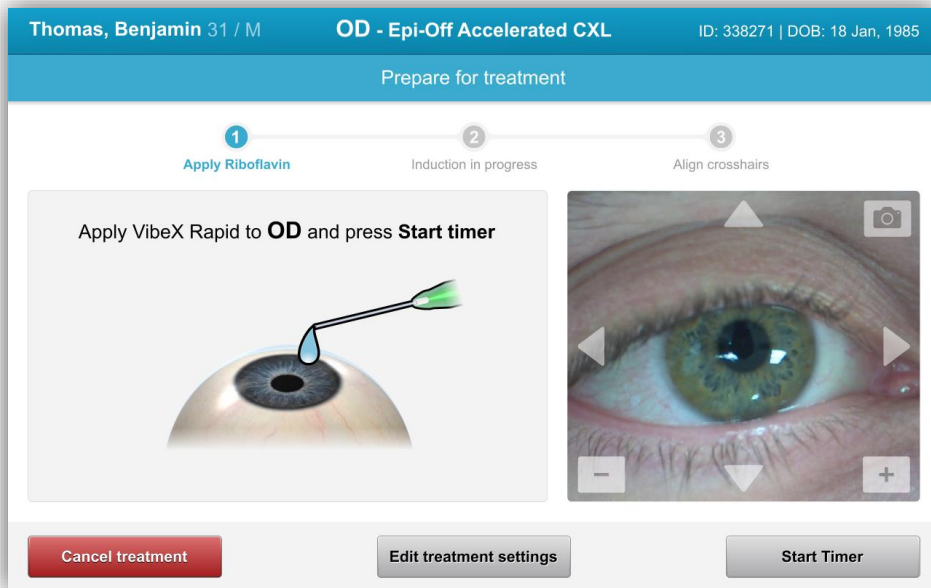 Thomas, Benjamin 31 / M OD - Epi-Off Accelerated CXL ID: 338271 | DOB: 18 Jan, 1985
Prepare for treatment
1 2 3
Apply Riboflavin Induction in progress Align crosshairs
Apply VibeX Rapid to OD and press Start timer
- +
Cancel treatment Edit treatment settings Start Timer